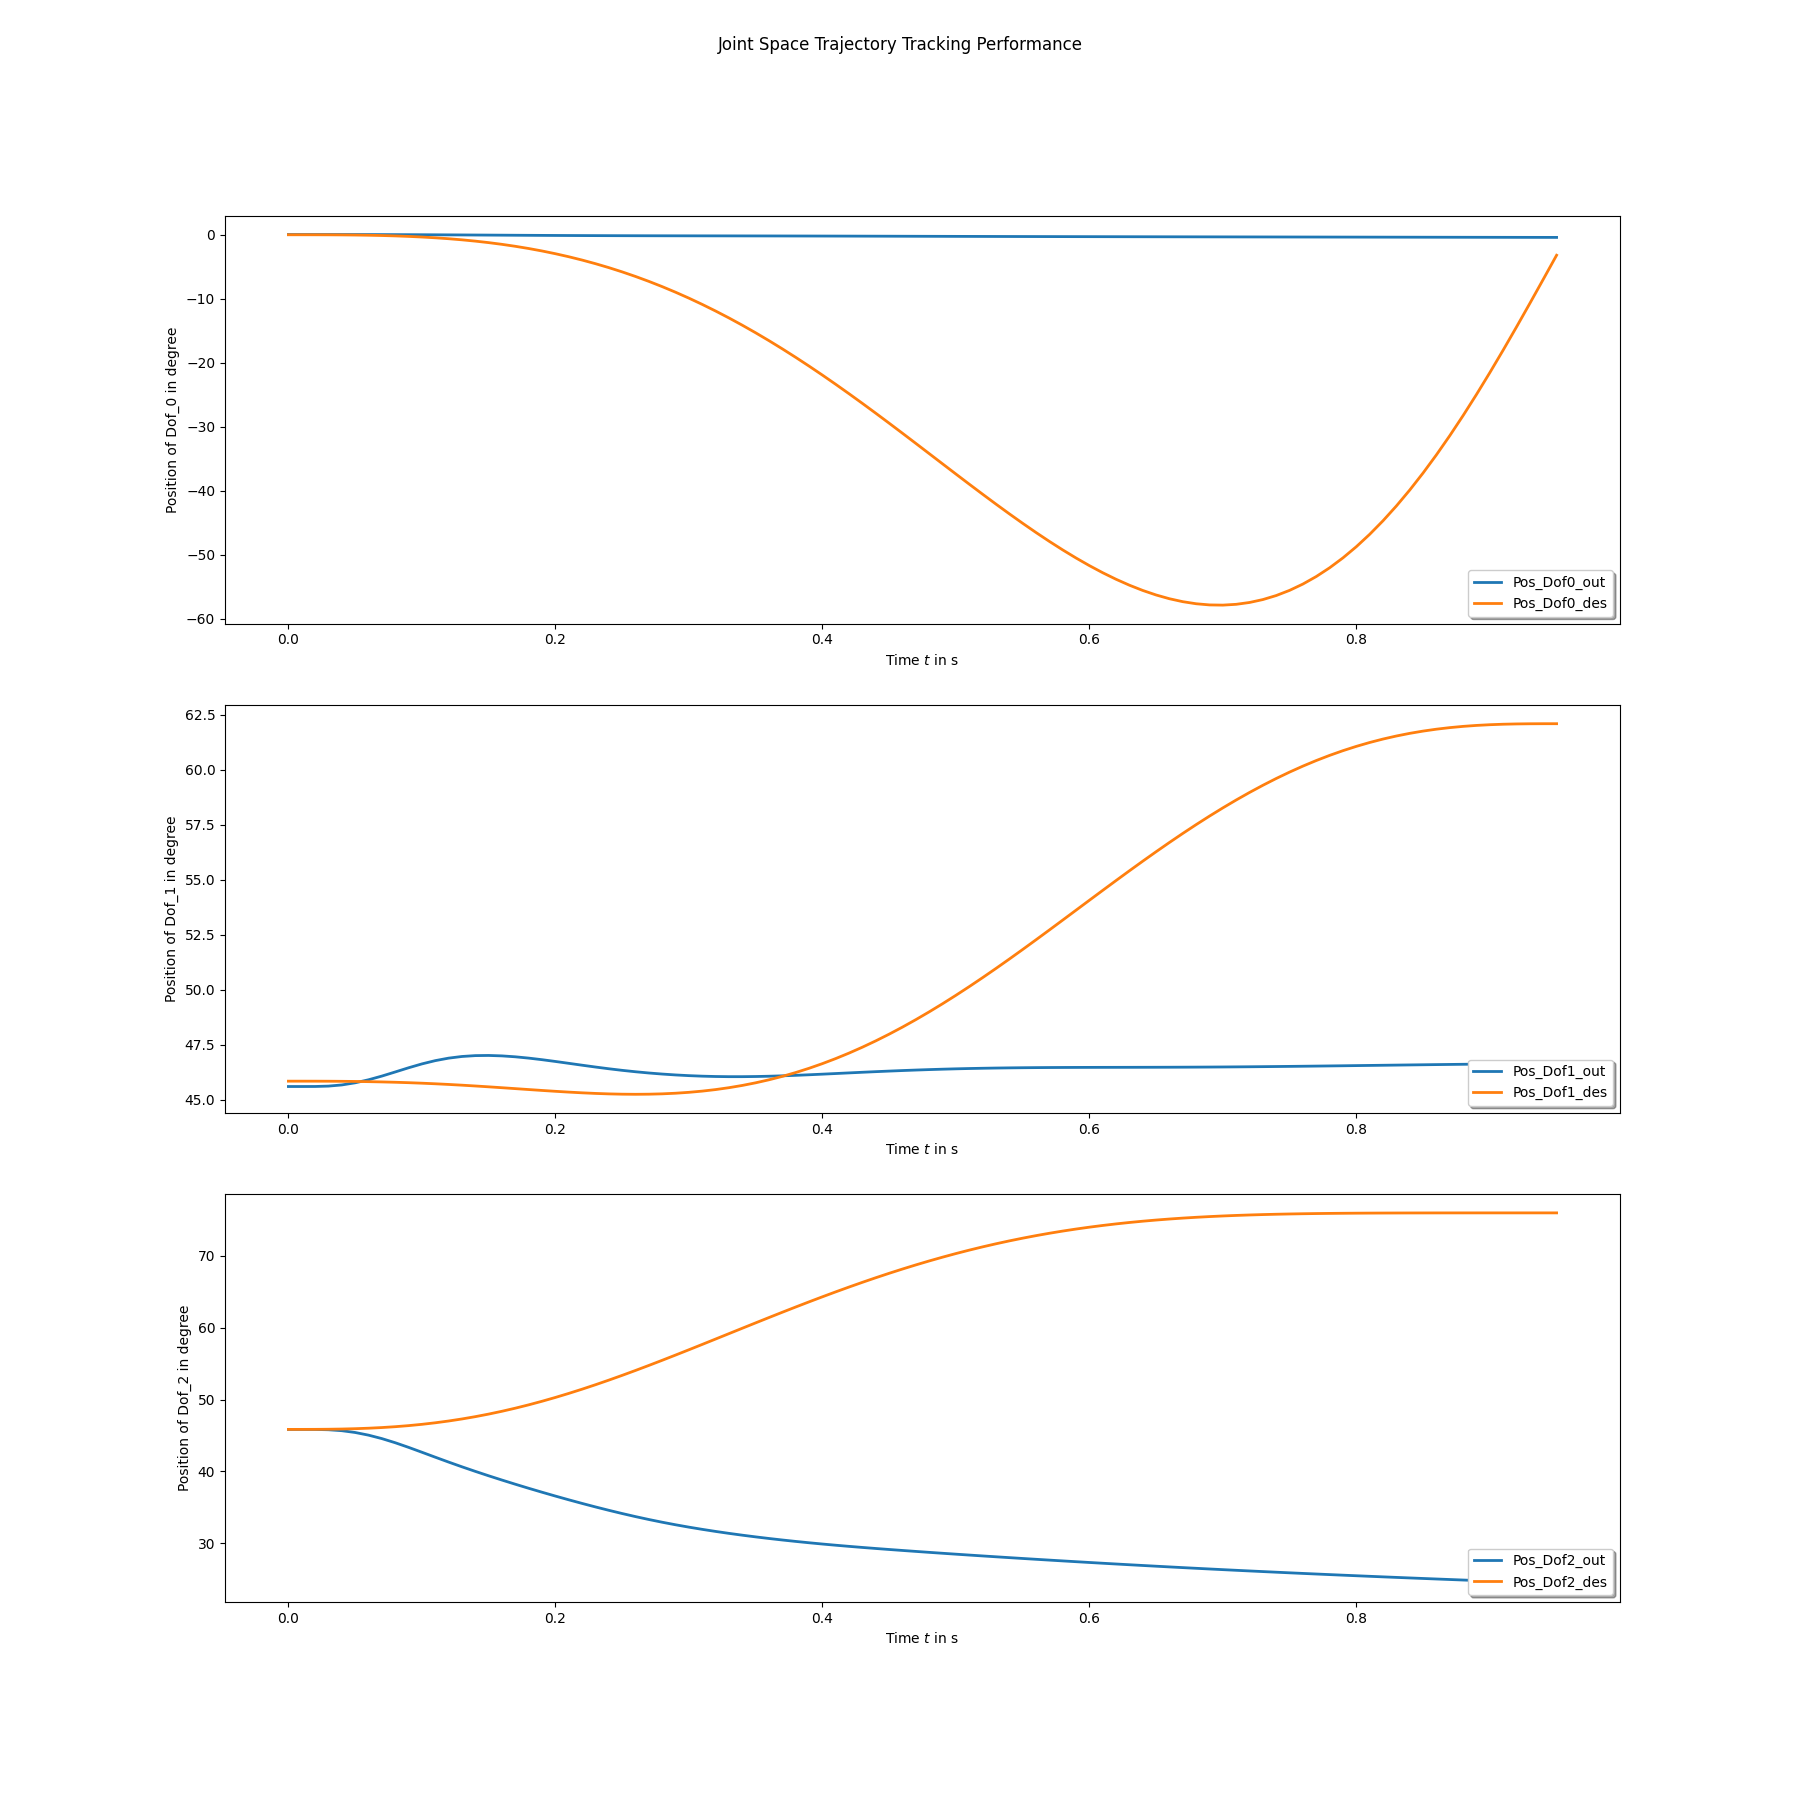 Joint Space Trajectory Tracking Performance
0
−10
−20
−30
−40
−50
−60
Position of Dof_0 in degree
Pos_Dof0_out
Pos_Dof0_des
0.0 0.2 0.4 0.6 0.8
Time t in s
62.5
60.0
57.5
55.0
52.5
50.0
47.5
45.0
Position of Dof_1 in degree
Pos_Dof1_out
Pos_Dof1_des
0.0 0.2 0.4 0.6 0.8
Time t in s
70
60
50
40
30
Position of Dof_2 in degree
Pos_Dof2_out
Pos_Dof2_des
0.0 0.2 0.4 0.6 0.8
Time t in s